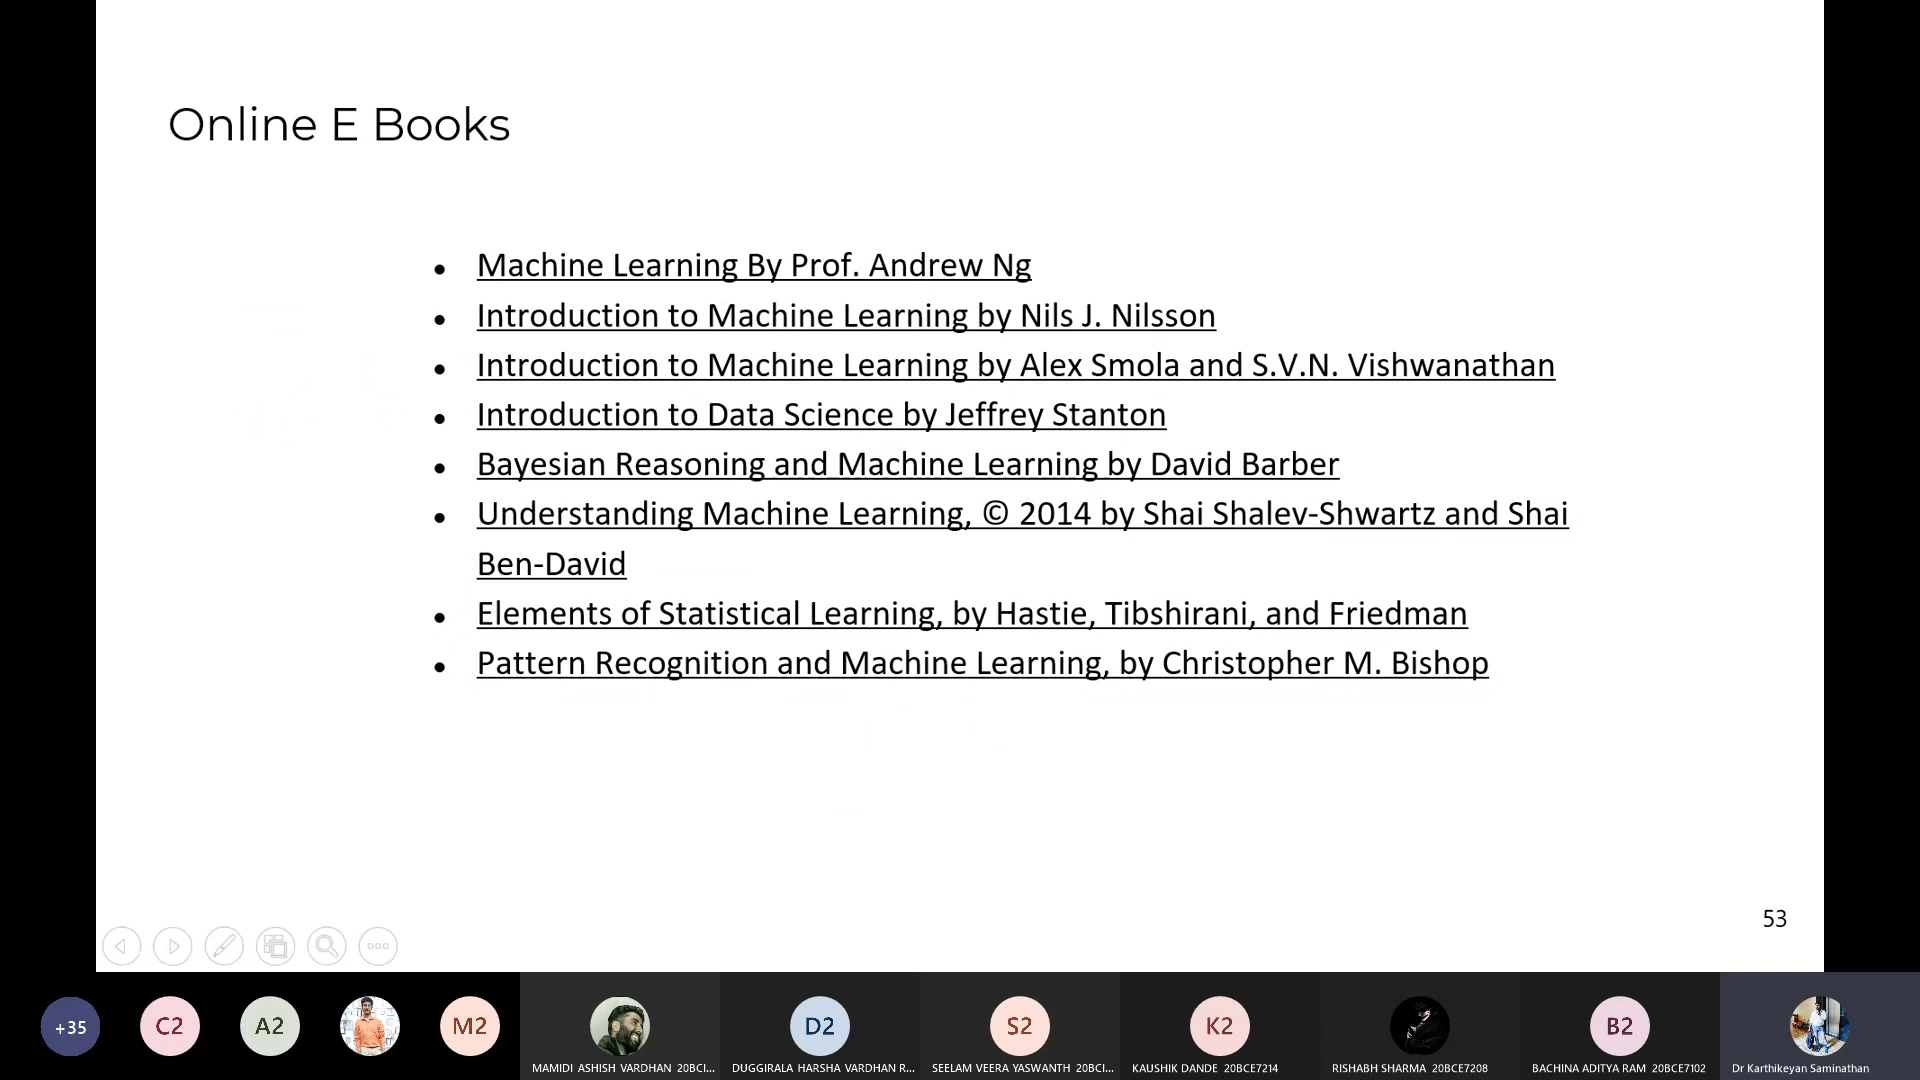 Online E Books
Machine Learning By Prof. Andrew Ng
Introduction to Machine Learning by Nils J. Nilsson
Introduction to Machine Learning by Alex Smola and S.V.N. Vishwanathan
Introduction to Data Science by Jeffrey Stanton
Bayesian Reasoning and Machine Learning by David Barber
Understanding Machine Learning, © 2014 by Shai Shalev-Shwartz and Shai
Ben-David
Elements of Statistical Learning, by Hastie, Tibshirani, and Friedman
Pattern Recognition and Machine Learning, by Christopher M. Bishop
53
+35 C2 A2 M2 D2 S2 K2 B2
MAMIDI ASHISH VARDHAN 20BCI... DUGGIRALA HARSHA VARDHAN R... SEELAM VEERA YASWANTH 20BCI... KAUSHIK DANDE 20BCE7214 RISHABH SHARMA 20BCE7208 BACHINA ADITYA RAM 20BCE7102 Dr Karthikeyan Saminathan